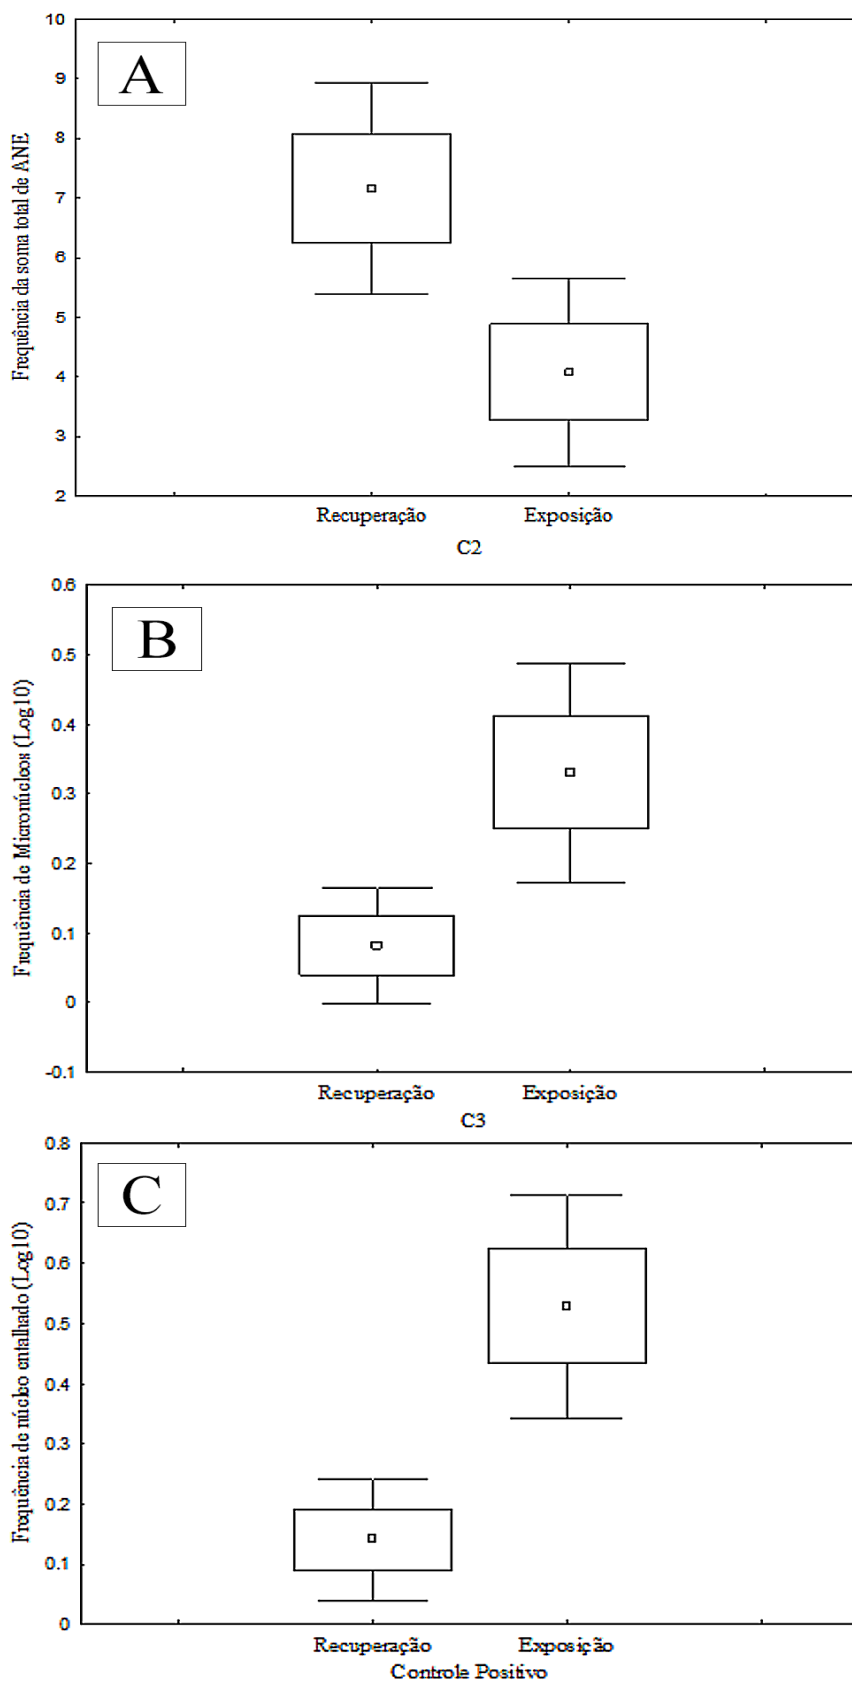 10
A
9
8
7
6
5
4
3
2
Frequência da soma total de ANE
Recuperação Exposição
C2
0.6
B
0.5
0.4
0.3
0.2
0.1
0
-0.1
Frequência de Micronúcleos (Log10)
Recuperação Exposição
C3
0.8
C
0.7
0.6
0.5
0.4
0.3
0.2
0.1
0
Frequência de núcleo entalhado (Log10)
Recuperação Exposição
Controle Positivo